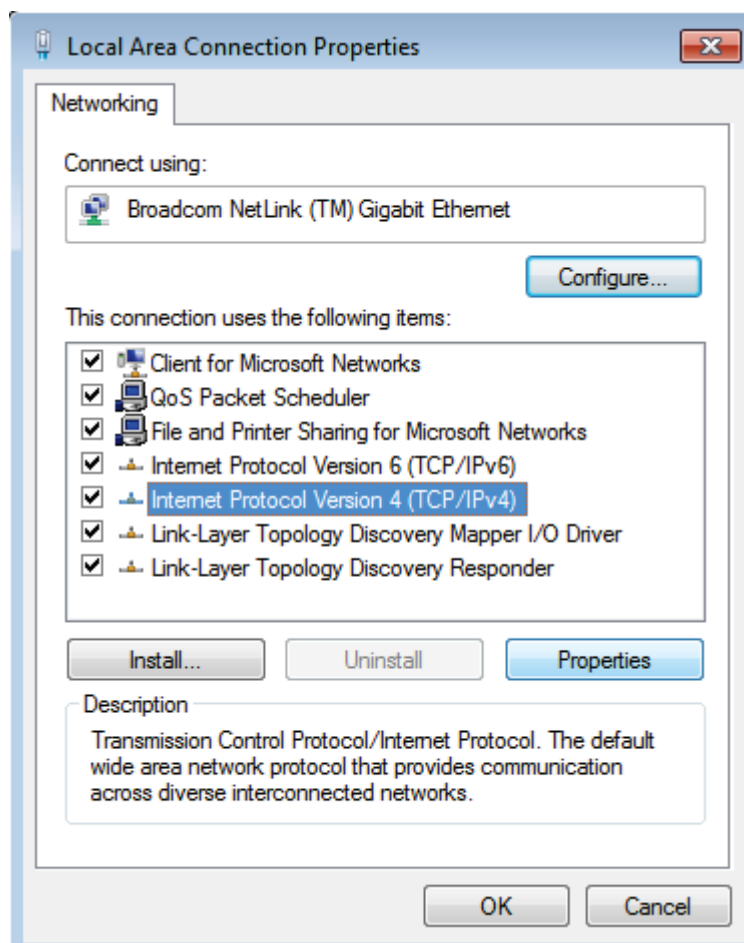 Local Area Connection Properties
Networking
Connect using:
Broadcom NetLink (TM) Gigabit Ethernet
Configure...
This connection uses the following items:
Client for Microsoft Networks
QoS Packet Scheduler
File and Printer Sharing for Microsoft Networks
Internet Protocol Version 6 (TCP/IPv6)
Internet Protocol Version 4 (TCP/IPv4)
Link-Layer Topology Discovery Mapper I/O Driver
Link-Layer Topology Discovery Responder
Install... Uninstall Properties
Description
Transmission Control Protocol/Internet Protocol. The default
wide area network protocol that provides communication
across diverse interconnected networks.
OK Cancel